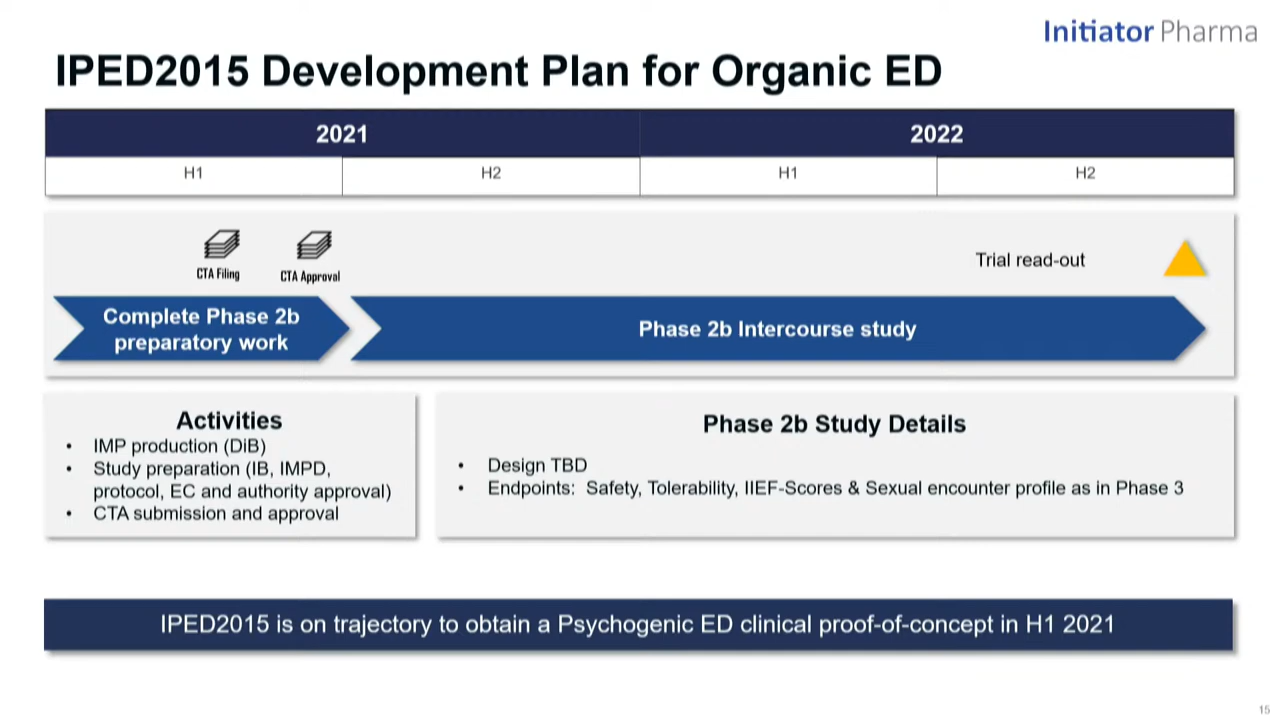 Initiator Pharma
IPED2015 Development Plan for Organic ED
2021
2022
H1
H2
H1
H2
CTA Filing
CTA Approval
Trial read-out
Complete Phase 2b
preparatory work
Phase 2b Intercourse study
Activities
• IMP production (DiB)
• Study preparation (IB, IMPD,
protocol, EC and authority approval)
• CTA submission and approval
Phase 2b Study Details
• Design TBD
• Endpoints: Safety, Tolerability, IIEF-Scores & Sexual encounter profile as in Phase 3
IPED2015 is on trajectory to obtain a Psychogenic ED clinical proof-of-concept in H1 2021
15